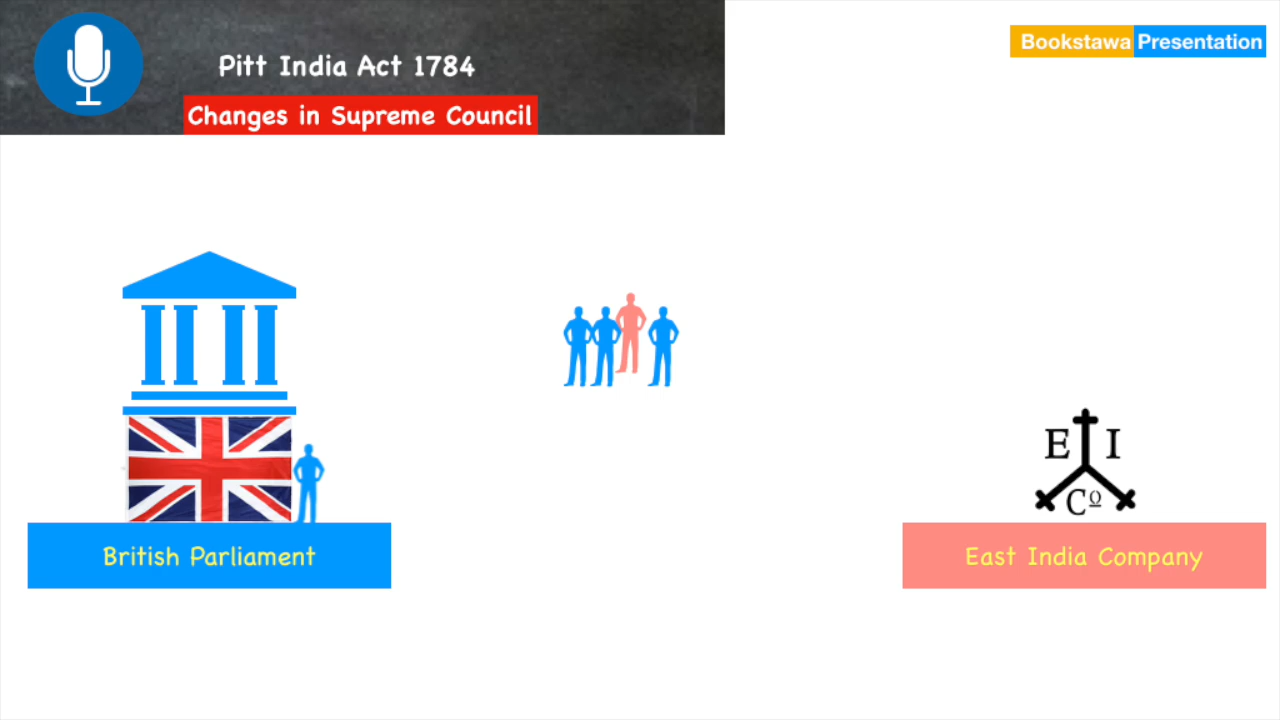 Pitt India Act 1784
Changes in Supreme Council
Bookstawa Presentation
E I
Co
British Parliament
East India Company